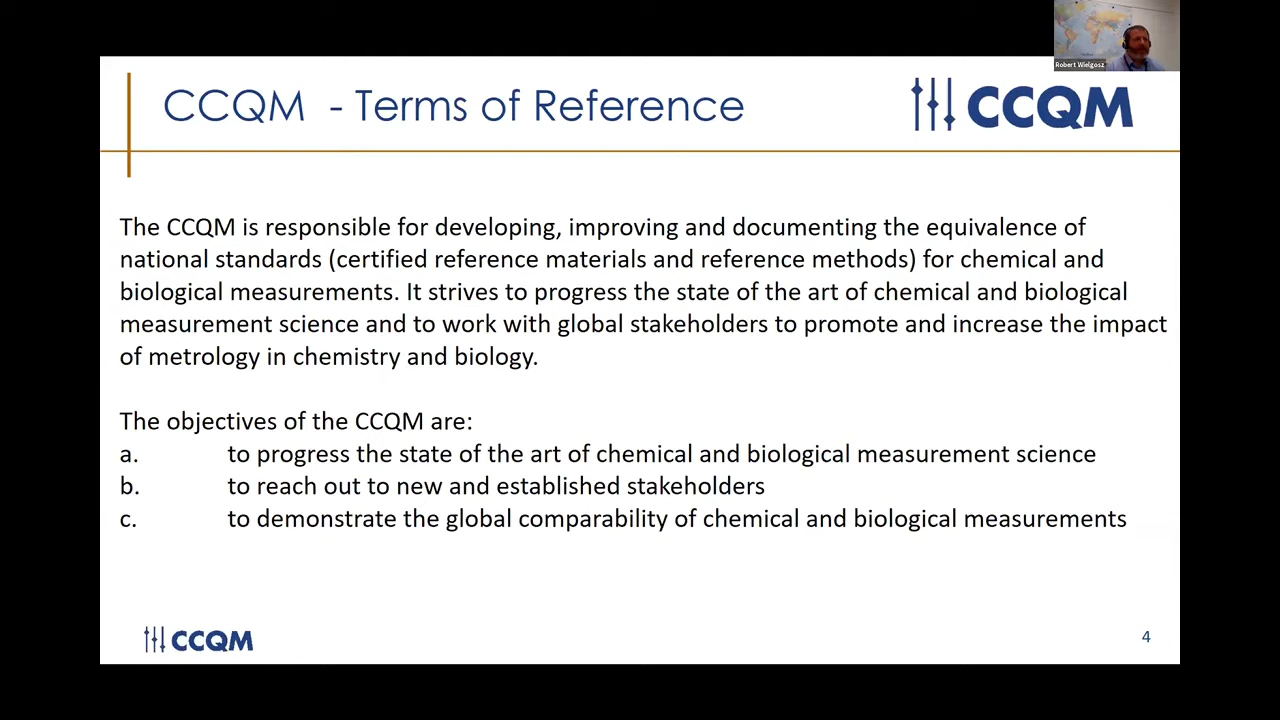 Robert Wielgosz
CCQM - Terms of Reference
CCQM
The CCQM is responsible for developing, improving and documenting the equivalence of
national standards (certified reference materials and reference methods) for chemical and
biological measurements. It strives to progress the state of the art of chemical and biological
measurement science and to work with global stakeholders to promote and increase the impact
of metrology in chemistry and biology.
The objectives of the CCQM are:
a. to progress the state of the art of chemical and biological measurement science
b. to reach out to new and established stakeholders
c. to demonstrate the global comparability of chemical and biological measurements
CCQM
4